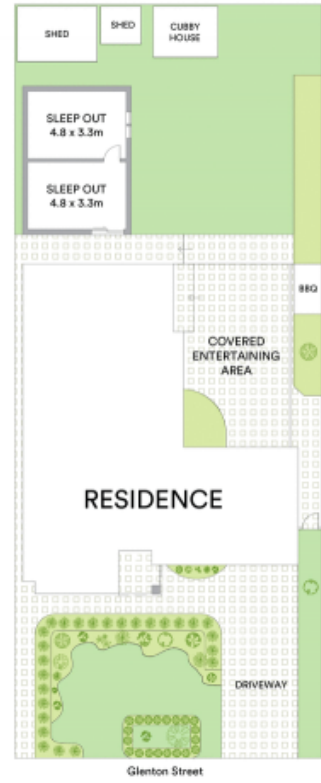 SHED
SHED
CUBBY
HOUSE
SLEEP OUT
4.8 x 3.3m
SLEEP OUT
4.8 x 3.3m
BBQ
COVERED
ENTERTAINING
AREA
RESIDENCE
DRIVEWAY
Glenton Street